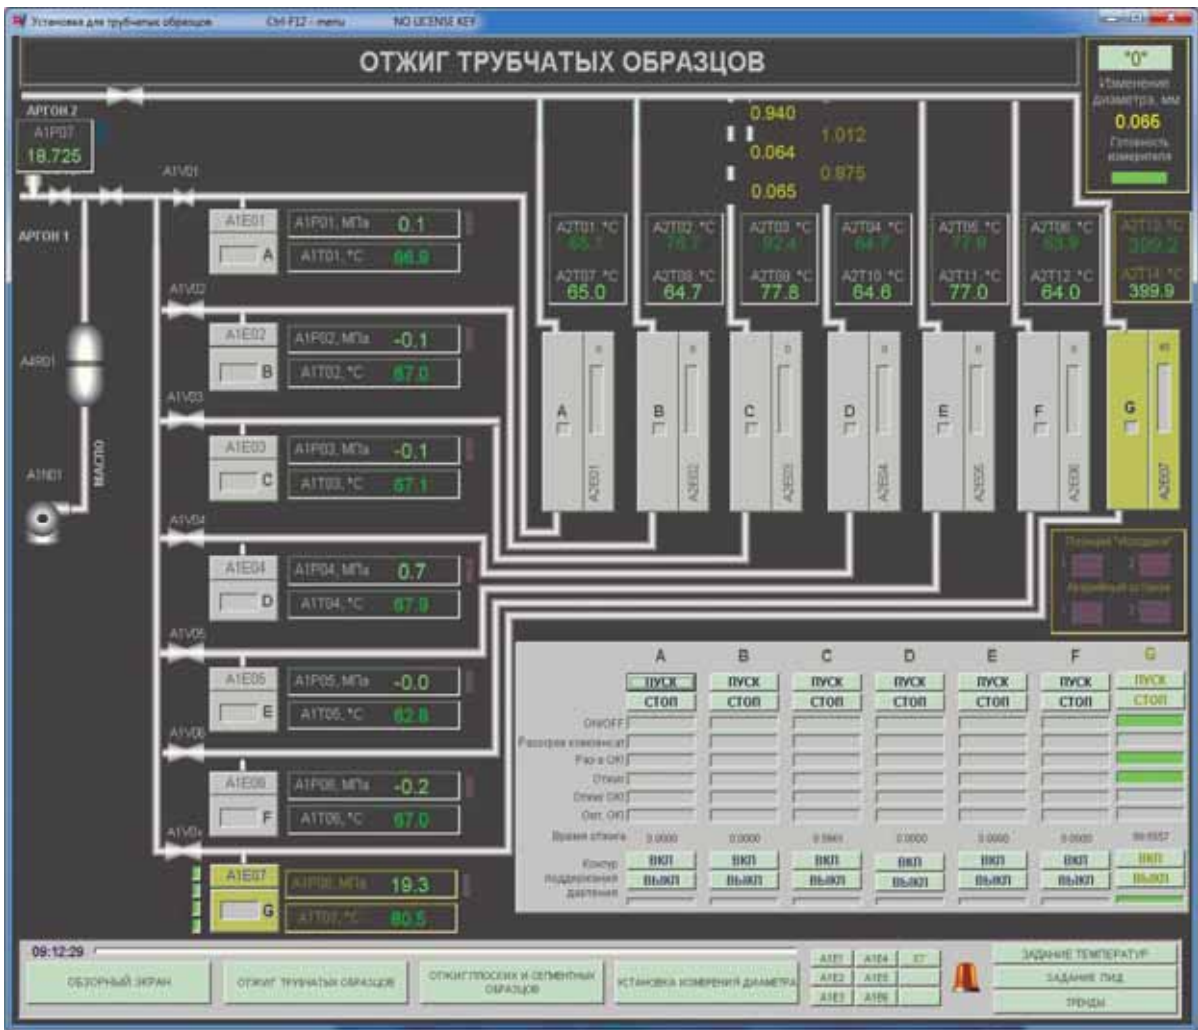 Установка для трубчатых образцов Ctrl-F12 - menu NO LICENSE KEY
ОТЖИГ ТРУБЧАТЫХ ОБРАЗЦОВ
"0"
Изменение
диаметра, мм
0.066
Готовность
измерителя
АРГОН 2
A1P07
18.725
0.940
1.012
0.064
0.875
0.065
A1V01
АРГОН 1
A1E01 A1P01, МПа 0.1
A A1T01, °C 66.9
A2T01 °C A2T02 °C A2T03 °C A2T04 °C A2T05 °C A2T06 °C A2T13 °C
399.2
A2T07 °C A2T08 °C A2T09 °C A2T10 °C A2T11 °C A2T12 °C A2T14 °C
65.0 64.7 77.8 64.6 77.0 64.0 399.9
A1V02
A1E02 A1P02, МПа -0.1
B A1T02, °C 67.0
A4R01
A1V03
A B C D E F G
A2E01 A2E02 A2E03 A2E04 A2E05 A2E06 A2E07
A1E03 A1P03, МПа -0.1
C A1T03, °C 67.1
МАСЛО
A1N01
A1V04
A1E04 A1P04, МПа 0.7
D A1T04, °C 67.9
Позиция "Исходное"
Аварийный останов
A1V05
A1E05 A1P05, МПа -0.0
E A1T05, °C 62.8
A1V06
A1E06 A1P06, МПа -0.2
F A1T06, °C 67.0
A1E07 19.3
G 80.5
A B C D E F G
ПУСК ПУСК ПУСК ПУСК ПУСК ПУСК ПУСК
СТОП СТОП СТОП СТОП СТОП СТОП СТОП
ON/OFF
Отжиг
Отжиг OK!
Время отжига 0.0000 0.0000 0.0000 0.0000 0.0000
Контур
поддержания
давления
ВКЛ ВКЛ ВКЛ ВКЛ ВКЛ ВКЛ ВКЛ
ВЫКЛ ВЫКЛ ВЫКЛ ВЫКЛ ВЫКЛ ВЫКЛ ВЫКЛ
09:12:29
ОБЗОРНЫЙ ЭКРАН
ОТЖИГ ТРУБЧАТЫХ ОБРАЗЦОВ
ОТЖИГ ПЛОСКИХ И СЕГМЕНТНЫХ
ОБРАЗЦОВ
УСТАНОВКА ИЗМЕРЕНИЯ ДИАМЕТРА
A1E1 A1E4
A1E2 A1E5
A1E3 A1E6
ЗАДАНИЕ ТЕМПЕРАТУР
ЗАДАНИЕ ПИД
ТРЕНДЫ